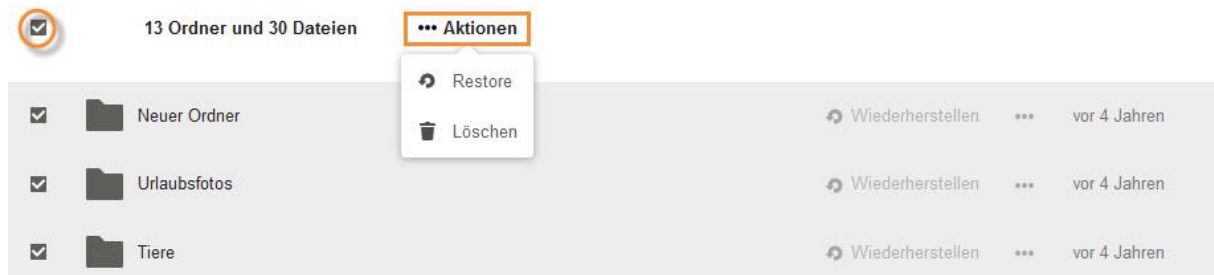 13 Ordner und 30 Dateien ••• Aktionen
Restore
Löschen
Neuer Ordner Wiederherstellen ••• vor 4 Jahren
Urlaubsfotos Wiederherstellen ••• vor 4 Jahren
Tiere Wiederherstellen ••• vor 4 Jahren